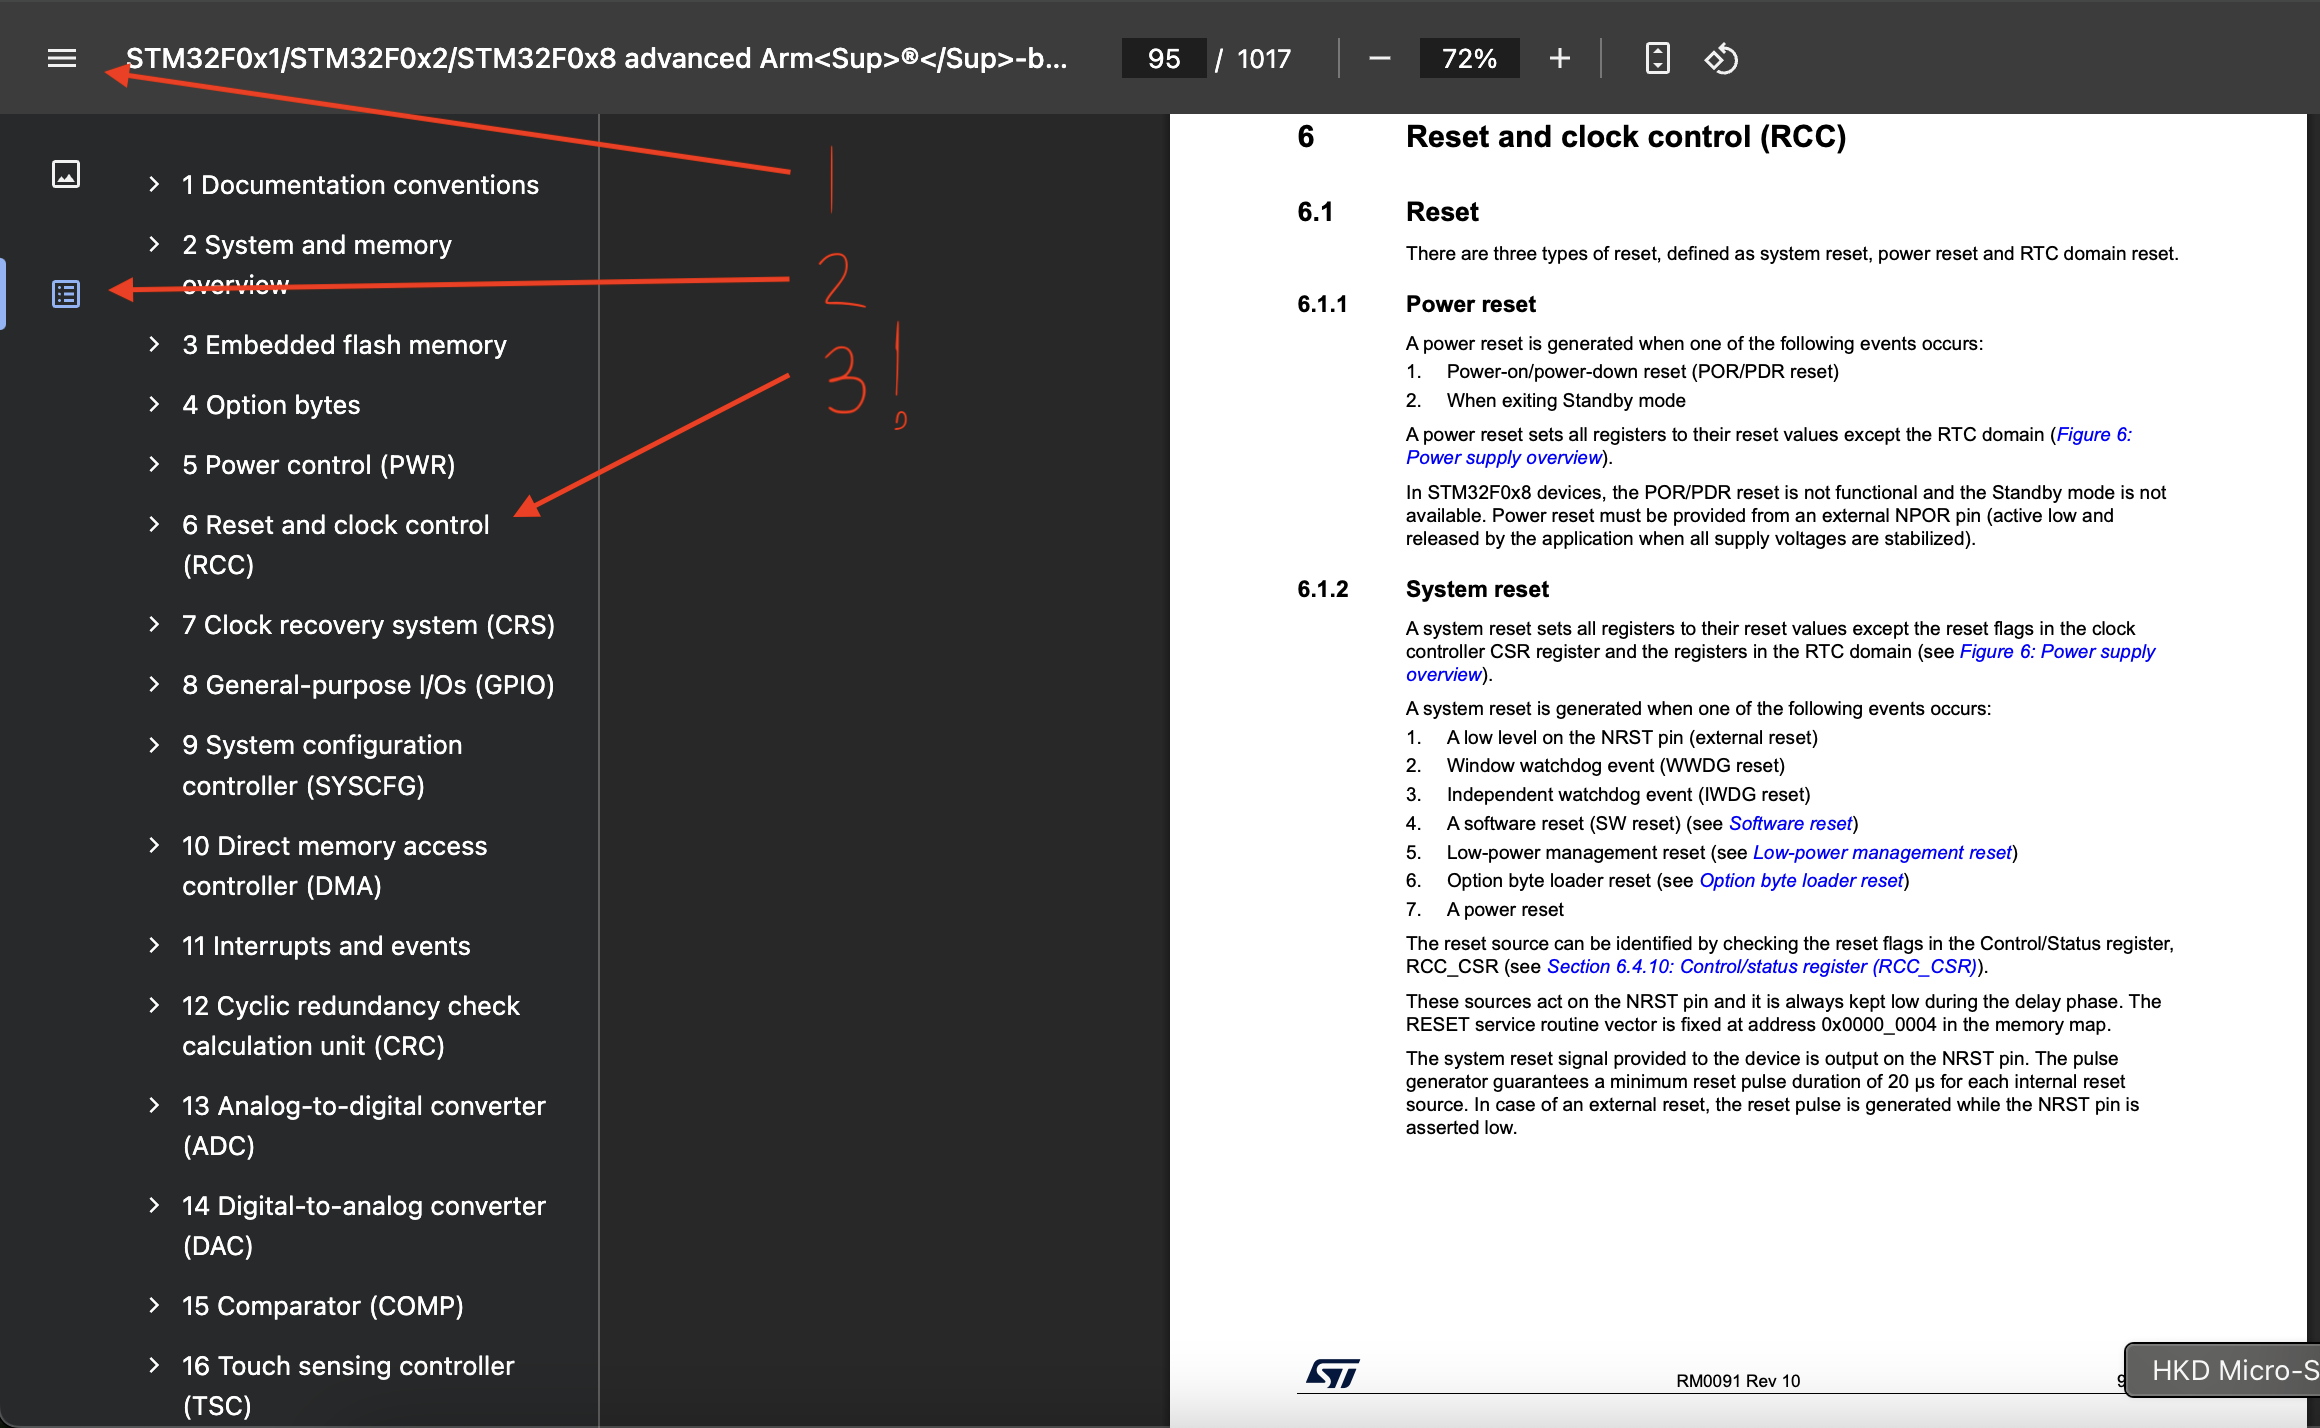 STM32F0x1/STM32F0x2/STM32F0x8 advanced Arm<Sup>®</Sup>-b...
95 / 1017
72%
1 Documentation conventions
2 System and memory
overview
3 Embedded flash memory
4 Option bytes
5 Power control (PWR)
6 Reset and clock control
(RCC)
7 Clock recovery system (CRS)
8 General-purpose I/Os (GPIO)
9 System configuration
controller (SYSCFG)
10 Direct memory access
controller (DMA)
11 Interrupts and events
12 Cyclic redundancy check
calculation unit (CRC)
13 Analog-to-digital converter
(ADC)
14 Digital-to-analog converter
(DAC)
15 Comparator (COMP)
16 Touch sensing controller
(TSC)
1
2
3!
6 Reset and clock control (RCC)
6.1 Reset
There are three types of reset, defined as system reset, power reset and RTC domain reset.
6.1.1 Power reset
A power reset is generated when one of the following events occurs:
1. Power-on/power-down reset (POR/PDR reset)
2. When exiting Standby mode
A power reset sets all registers to their reset values except the RTC domain (Figure 6:
Power supply overview).
In STM32F0x8 devices, the POR/PDR reset is not functional and the Standby mode is not
available. Power reset must be provided from an external NPOR pin (active low and
released by the application when all supply voltages are stabilized).
6.1.2 System reset
A system reset sets all registers to their reset values except the reset flags in the clock
controller CSR register and the registers in the RTC domain (see Figure 6: Power supply
overview).
A system reset is generated when one of the following events occurs:
1. A low level on the NRST pin (external reset)
2. Window watchdog event (WWDG reset)
3. Independent watchdog event (IWDG reset)
4. A software reset (SW reset) (see Software reset)
5. Low-power management reset (see Low-power management reset)
6. Option byte loader reset (see Option byte loader reset)
7. A power reset
The reset source can be identified by checking the reset flags in the Control/Status register,
RCC_CSR (see Section 6.4.10: Control/status register (RCC_CSR)).
These sources act on the NRST pin and it is always kept low during the delay phase. The
RESET service routine vector is fixed at address 0x0000_0004 in the memory map.
The system reset signal provided to the device is output on the NRST pin. The pulse
generator guarantees a minimum reset pulse duration of 20 µs for each internal reset
source. In case of an external reset, the reset pulse is generated while the NRST pin is
asserted low.
ST
RM0091 Rev 10
HKD Micro-S